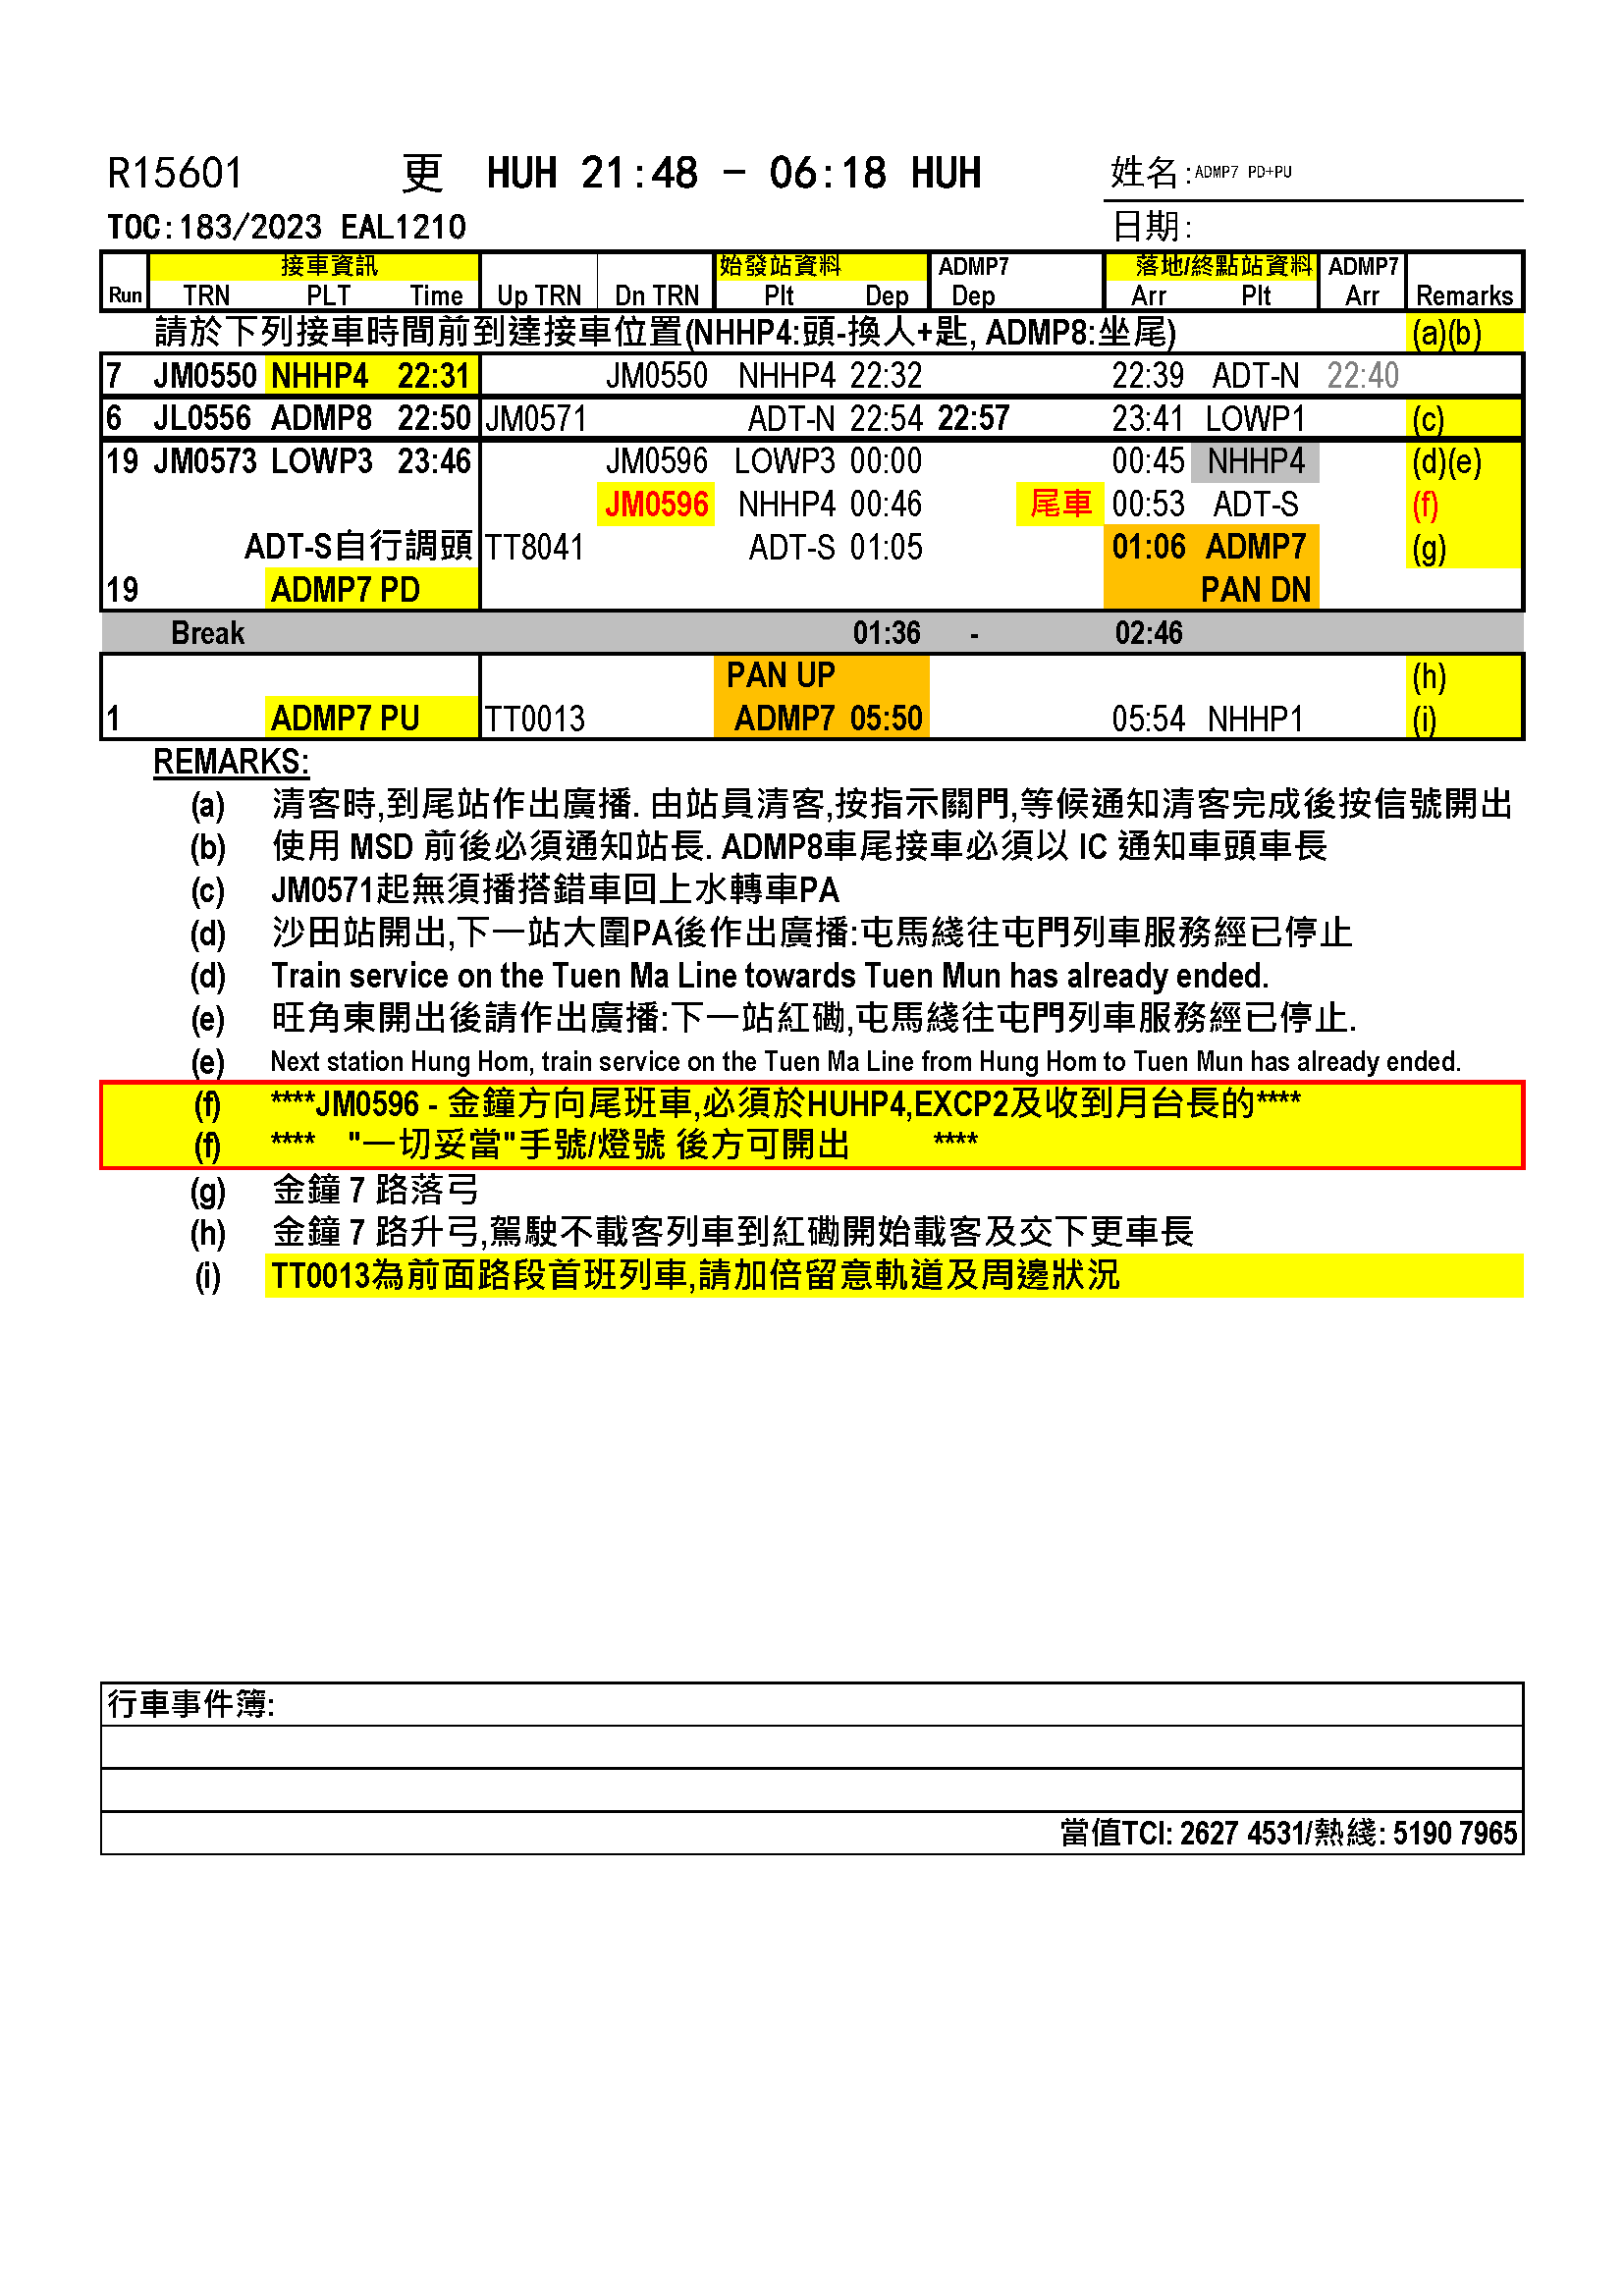 R15601 更 HUH 21:48 - 06:18 HUH 姓名:ADMP7 PD+PU
TOC:183/2023 EAL1210 日期:
接車資訊 始發站資料 ADMP7 落地/終點站資料 ADMP7
Run TRN PLT Time Up TRN Dn TRN Plt Dep Dep Arr Plt Arr Remarks
請於下列接車時間前到達接車位置(NHHP4:頭-換人+匙, ADMP8:坐尾) (a)(b)
7 JM0550 NHHP4 22:31 JM0550 NHHP4 22:32 22:39 ADT-N 22:40
6 JL0556 ADMP8 22:50 JM0571 ADT-N 22:54 22:57 23:41 LOWP1 (c)
19 JM0573 LOWP3 23:46 JM0596 LOWP3 00:00 00:45 NHHP4 (d)(e)
JM0596 NHHP4 00:46 尾車 00:53 ADT-S (f)
ADT-S自行調頭 TT8041 ADT-S 01:05 01:06 ADMP7 (g)
19 ADMP7 PD PAN DN
Break 01:36 - 02:46
PAN UP (h)
1 ADMP7 PU TT0013 ADMP7 05:50 05:54 NHHP1 (i)
REMARKS:
(a) 清客時,到尾站作出廣播. 由站員清客,按指示關門,等候通知清客完成後按信號開出
(b) 使用 MSD 前後必須通知站長. ADMP8車尾接車必須以 IC 通知車頭車長
(c) JM0571起無須播搭錯車回上水轉車PA
(d) 沙田站開出,下一站大圍PA後作出廣播:屯馬綫往屯門列車服務經已停止
(d) Train service on the Tuen Ma Line towards Tuen Mun has already ended.
(e) 旺角東開出後請作出廣播:下一站紅磡,屯馬綫往屯門列車服務經已停止.
(e) Next station Hung Hom, train service on the Tuen Ma Line from Hung Hom to Tuen Mun has already ended.
(f) ****JM0596 - 金鐘方向尾班車,必須於HUHP4,EXCP2及收到月台長的****
(f) **** "一切妥當"手號/燈號 後方可開出 ****
(g) 金鐘 7 路落弓
(h) 金鐘 7 路升弓,駕駛不載客列車到紅磡開始載客及交下更車長
(i) TT0013為前面路段首班列車,請加倍留意軌道及周邊狀況
行車事件簿:
當值TCI: 2627 4531/熱綫: 5190 7965